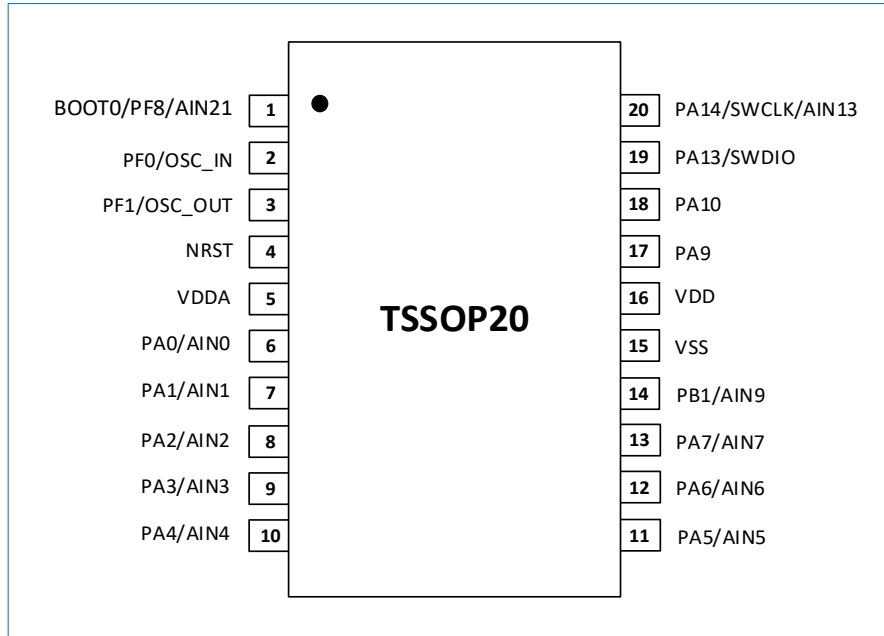 BOOT0/PF8/AIN21 1 20 PA14/SWCLK/AIN13
PF0/OSC_IN 2 19 PA13/SWDIO
PF1/OSC_OUT 3 18 PA10
NRST 4 17 PA9
VDDA 5 16 VDD
TSSOP20
PA0/AIN0 6 15 VSS
PA1/AIN1 7 14 PB1/AIN9
PA2/AIN2 8 13 PA7/AIN7
PA3/AIN3 9 12 PA6/AIN6
PA4/AIN4 10 11 PA5/AIN5